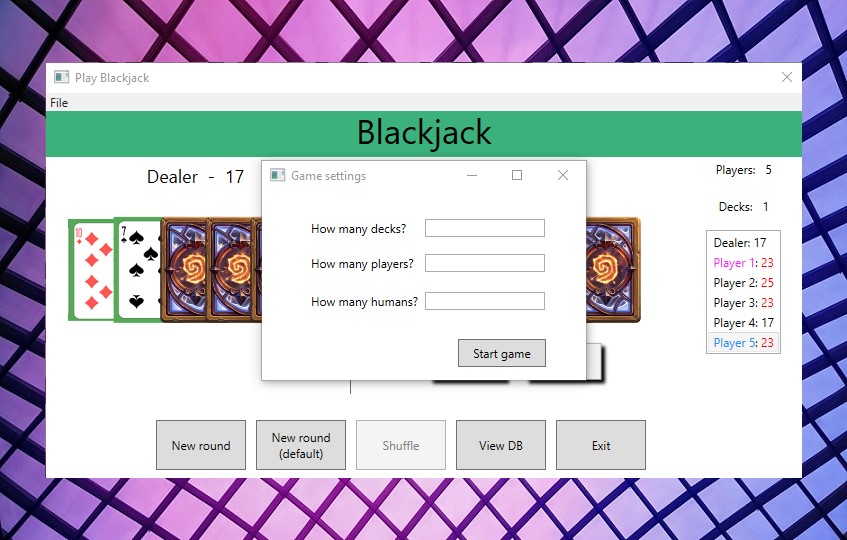 Play Blackjack
File
Blackjack
Dealer - 17
Players: 5
Decks: 1
10
7
Game settings
How many decks?
How many players?
How many humans?
Start game
Dealer: 17
Player 1: 23
Player 2: 25
Player 3: 23
Player 4: 17
Player 5: 23
New round
New round
(default)
Shuffle
View DB
Exit